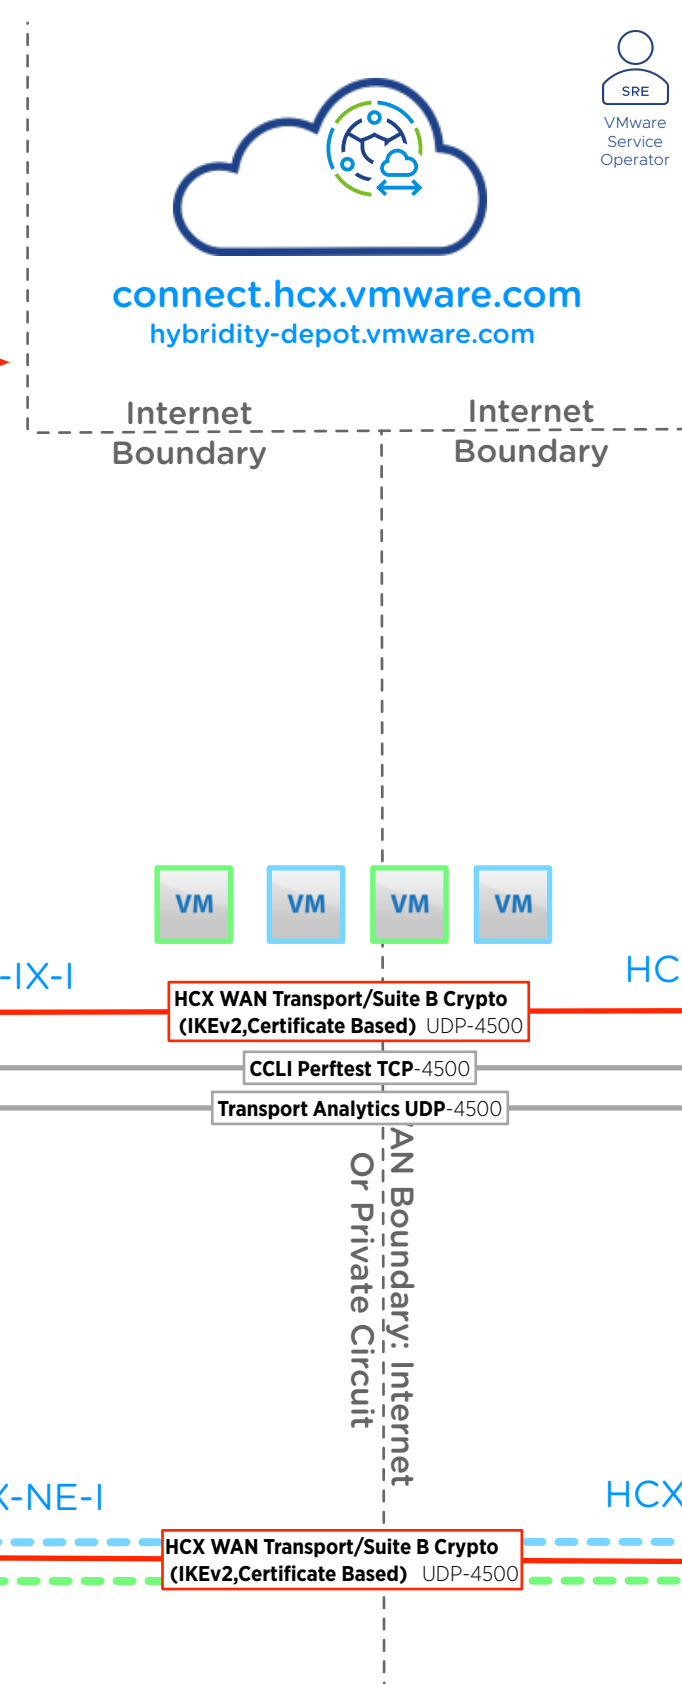 SRE
VMware
Service
Operator
connect.hcx.vmware.com
hybridity-depot.vmware.com
Internet
Boundary
Internet
Boundary
VM
VM
VM
VM
-IX-I
HC
HCX WAN Transport/Suite B Crypto
(IKEv2,Certificate Based) UDP-4500
CCLI Perftest TCP-4500
Transport Analytics UDP-4500
AN Boundary: Internet
Or Private Circuit
X-NE-I
HCX
HCX WAN Transport/Suite B Crypto
(IKEv2,Certificate Based) UDP-4500